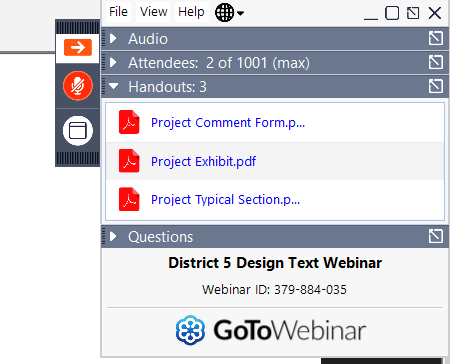 File View Help
Audio
Attendees: 2 of 1001 (max)
Handouts: 3
Project Comment Form.p...
Project Exhibit.pdf
Project Typical Section.p...
Questions
District 5 Design Text Webinar
Webinar ID: 379-884-035
GoToWebinar